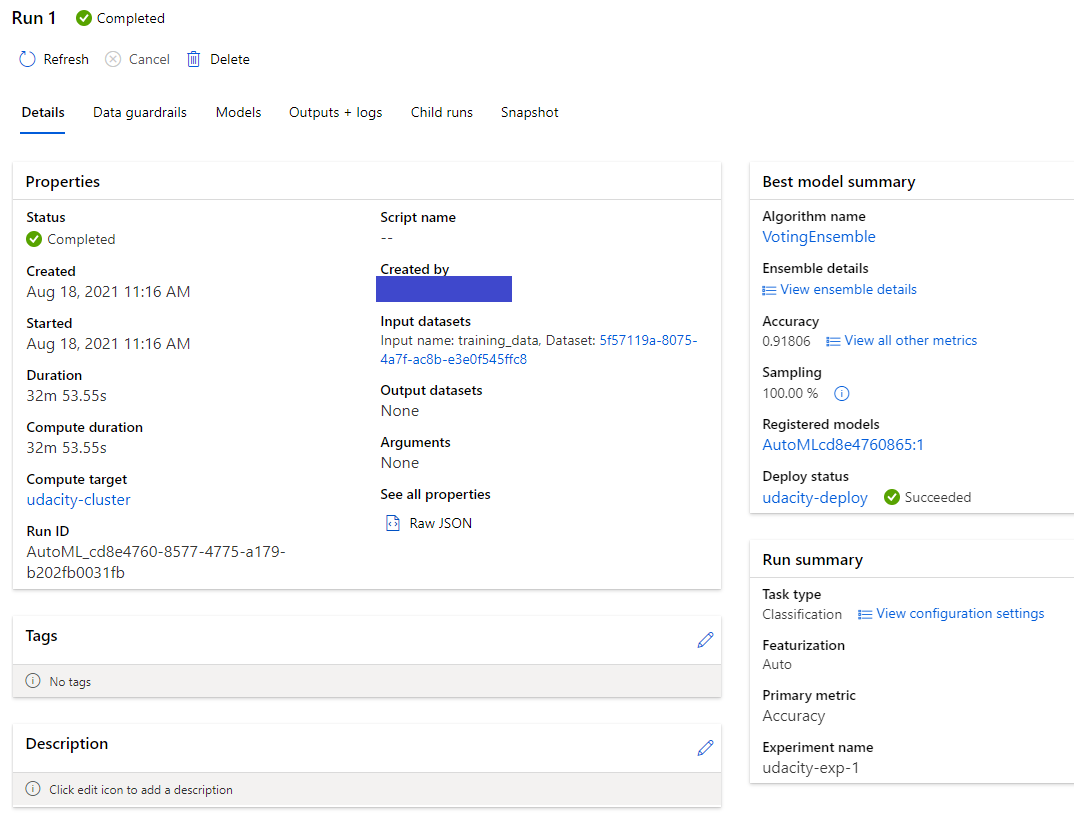 Run 1 Completed
Refresh Cancel Delete
Details Data guardrails Models Outputs + logs Child runs Snapshot
Properties
Status
Completed
Created
Aug 18, 2021 11:16 AM
Started
Aug 18, 2021 11:16 AM
Duration
32m 53.55s
Compute duration
32m 53.55s
Compute target
udacity-cluster
Run ID
AutoML_cd8e4760-8577-4775-a179-
b202fb0031fb
Script name
--
Created by
Input datasets
Input name: training_data, Dataset: 5f57119a-8075-
4a7f-ac8b-e3e0f545ffc8
Output datasets
None
Arguments
None
See all properties
Raw JSON
Tags
No tags
Description
Click edit icon to add a description
Best model summary
Algorithm name
VotingEnsemble
Ensemble details
View ensemble details
Accuracy
0.91806 View all other metrics
Sampling
100.00 %
Registered models
AutoMLcd8e4760865:1
Deploy status
udacity-deploy Succeeded
Run summary
Task type
Classification View configuration settings
Featurization
Auto
Primary metric
Accuracy
Experiment name
udacity-exp-1